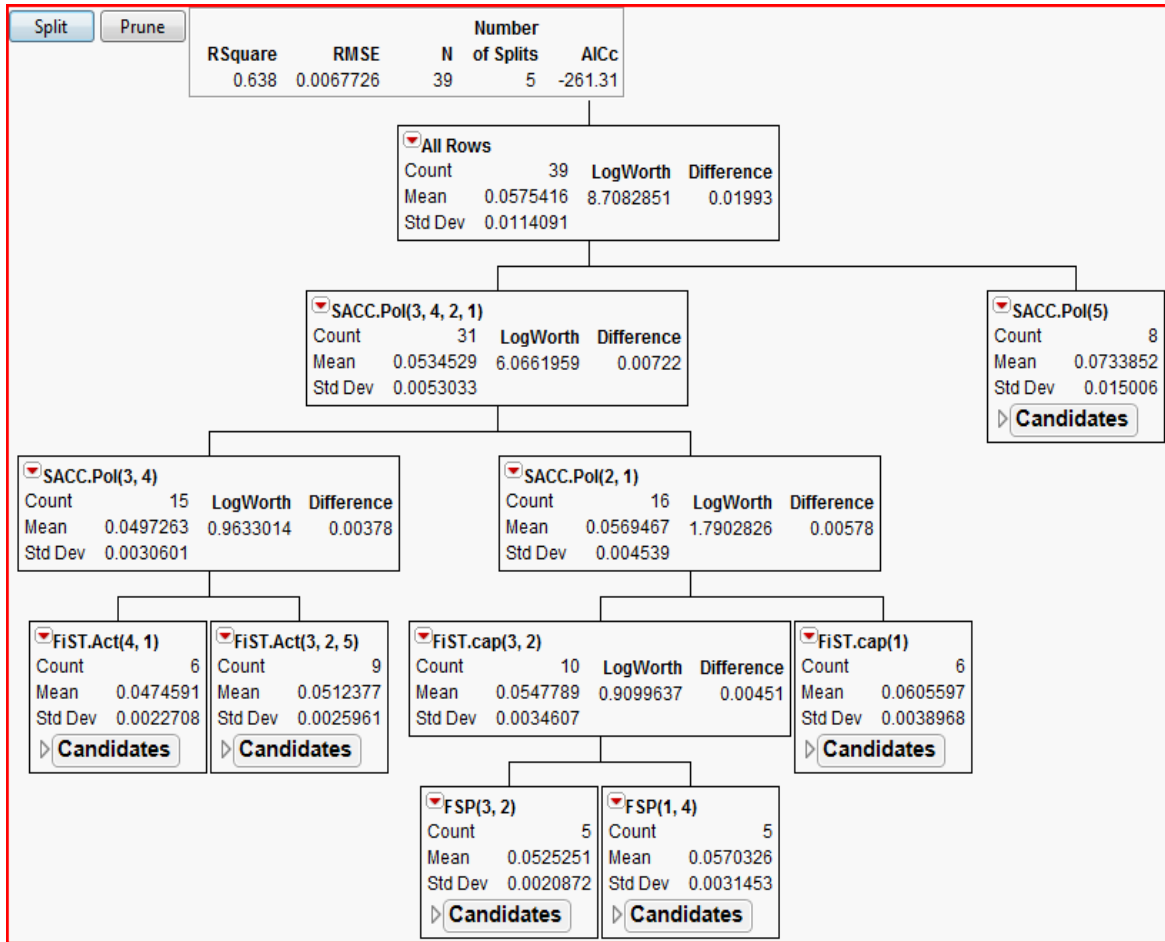 Split Prune
Number
RSquare RMSE N of Splits AICc
0.638 0.0067726 39 5 -261.31
All Rows
Count 39 LogWorth Difference
Mean 0.0575416 8.7082851 0.01993
Std Dev 0.0114091
SACC.Pol(3, 4, 2, 1)
Count 31 LogWorth Difference
Mean 0.0534529 6.0661959 0.00722
Std Dev 0.0053033
SACC.Pol(5)
Count 8
Mean 0.0733852
Std Dev 0.015006
Candidates
SACC.Pol(3, 4)
Count 15 LogWorth Difference
Mean 0.0497263 0.9633014 0.00378
Std Dev 0.0030601
SACC.Pol(2, 1)
Count 16 LogWorth Difference
Mean 0.0569467 1.7902826 0.00578
Std Dev 0.004539
FiST.Act(4, 1)
Count 6
Mean 0.0474591
Std Dev 0.0022708
Candidates
FiST.Act(3, 2, 5)
Count 9
Mean 0.0512377
Std Dev 0.0025961
Candidates
FiST.cap(3, 2)
Count 10 LogWorth Difference
Mean 0.0547789 0.9099637 0.00451
Std Dev 0.0034607
FiST.cap(1)
Count 6
Mean 0.0605597
Std Dev 0.0038968
Candidates
FSP(3, 2)
Count 5
Mean 0.0525251
Std Dev 0.0020872
Candidates
FSP(1, 4)
Count 5
Mean 0.0570326
Std Dev 0.0031453
Candidates